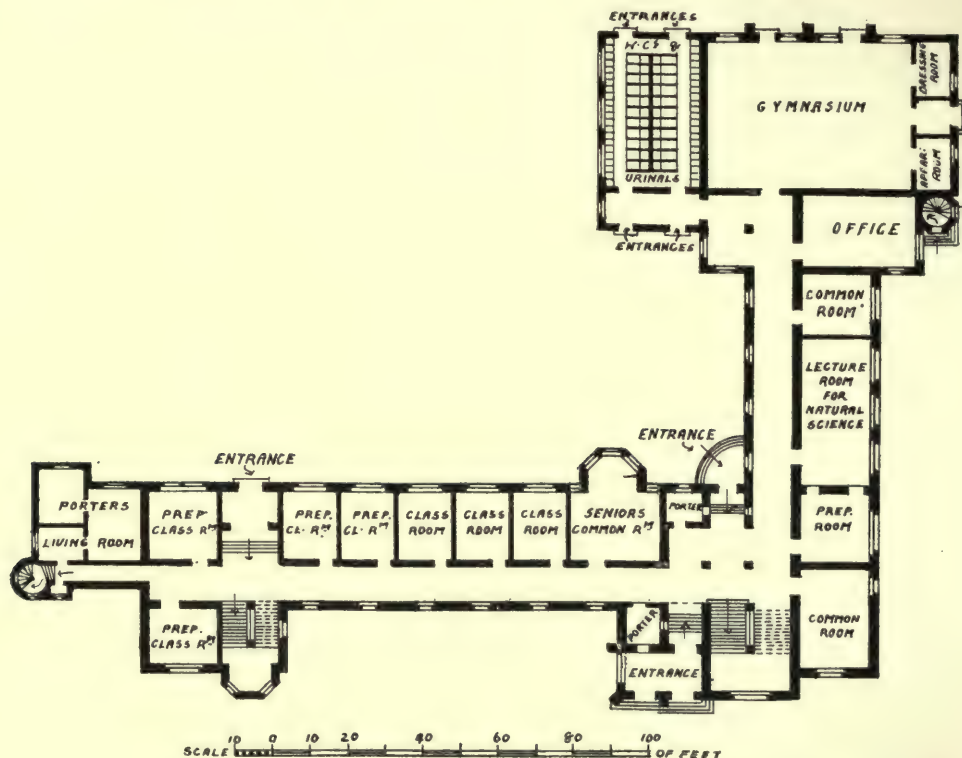 ENTRANCES
W.C's &
URINALS
ENTRANCES
GYMNASIUM
DRESSING
ROOM
APPAR:
ROOM
OFFICE
COMMON
ROOM
LECTURE
ROOM
FOR
NATURAL
SCIENCE
PREP.
ROOM
COMMON
ROOM
ENTRANCE
PORTER
ENTRANCE
PORTERS
LIVING ROOM
PREP
CLASS RM
PREP.
CL. RM
PREP.
CL. RM
CLASS
ROOM
CLASS
ROOM
CLASS
ROOM
SENIORS
COMMON RM
PREP.
CLASS RM
PORTER
ENTRANCE
SCALE 10 0 10 20 40 60 80 100 OF FEET